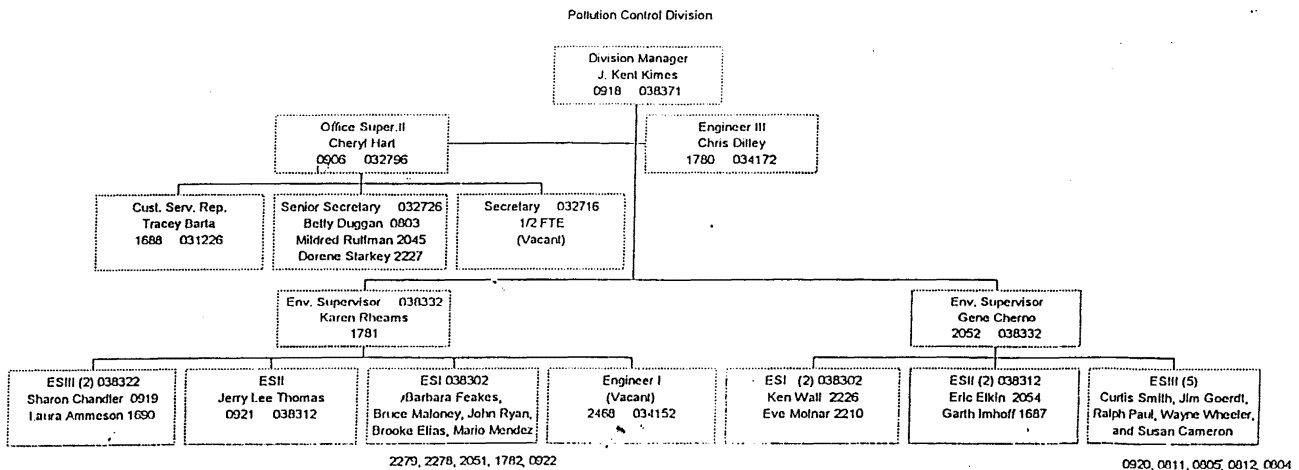 Pollution Control Division
Division Manager
J. Kent Kimes
0918 038371
Office Super.II
Cheryl Hart
0906 032796
Engineer III
Chris Dilley
1780 034172
Cust. Serv. Rep.
Tracey Barta
1688 031226
Senior Secretary 032726
Betty Duggan 0803
Mildred Ruffman 2045
Dorene Starkey 2227
Secretary 032716
1/2 FTE
(Vacant)
Env. Supervisor 038332
Karen Rheams
1781
Env. Supervisor
Gene Cherno
2052 038332
ESIII (2) 038322
Sharon Chandler 0919
Laura Ammeson 1690
ESII
Jerry Lee Thomas
0921 038312
ESI 038302
Barbara Feakes,
Bruce Maloney, John Ryan,
Brooke Elias, Mario Mendez
2279, 2278, 2051, 1782, 0922
Engineer I
(Vacant)
2468 034152
ESI (2) 038302
Ken Wall 2226
Eve Molnar 2210
ESII (2) 038312
Eric Elkin 2054
Garth Imhoff 1687
ESIII (5)
Curtis Smith, Jim Goerdt,
Ralph Paul, Wayne Wheeler,
and Susan Cameron
0920, 0811, 0805, 0812, 0804